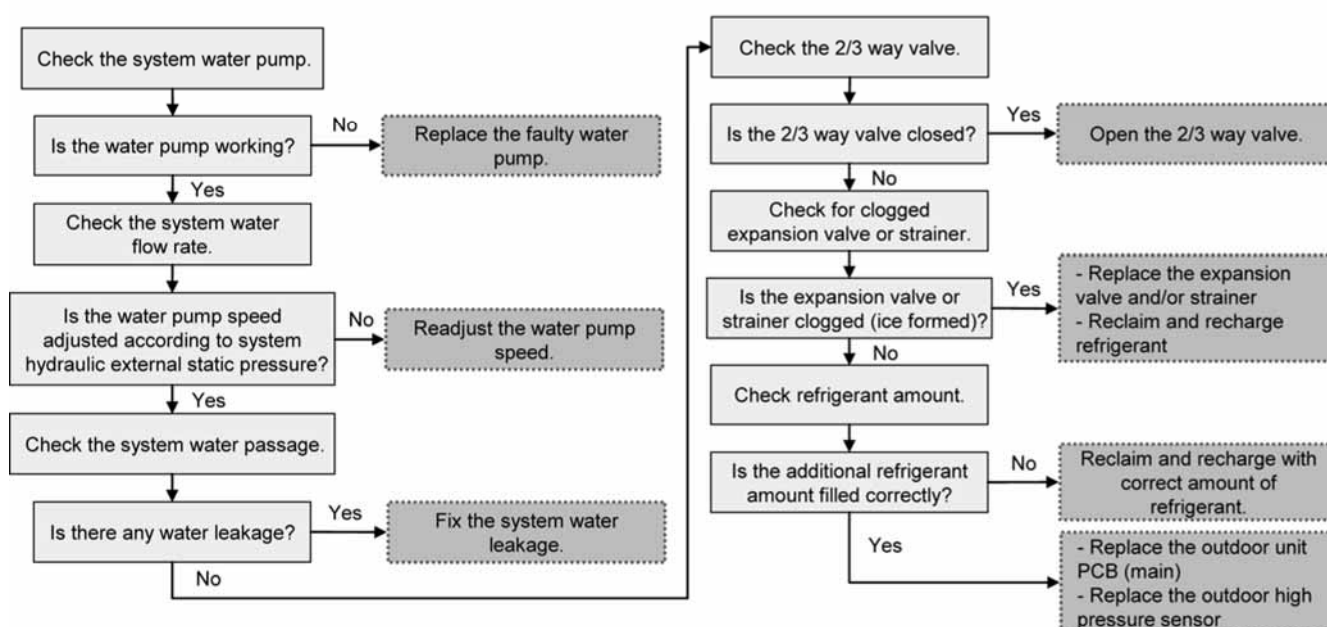 Check the system water pump.
Is the water pump working?
No
Replace the faulty water
pump.
Yes
Check the system water
flow rate.
Is the water pump speed
adjusted according to system
hydraulic external static pressure?
No
Readjust the water pump
speed.
Yes
Check the system water passage.
Is there any water leakage?
Yes
Fix the system water
leakage.
No
Check the 2/3 way valve.
Is the 2/3 way valve closed?
Yes
Open the 2/3 way valve.
No
Check for clogged
expansion valve or strainer.
Is the expansion valve or
strainer clogged (ice formed)?
Yes
- Replace the expansion
valve and/or strainer
- Reclaim and recharge
refrigerant
No
Check refrigerant amount.
Is the additional refrigerant
amount filled correctly?
No
Reclaim and recharge with
correct amount of
refrigerant.
Yes
- Replace the outdoor unit
PCB (main)
- Replace the outdoor high
pressure sensor